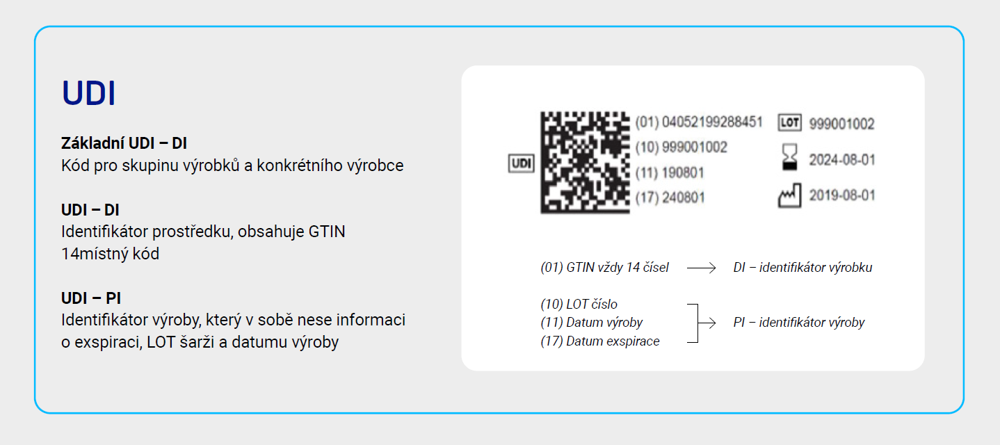 UDI
Základní UDI – DI
Kód pro skupinu výrobků a konkrétního výrobce
UDI – DI
Identifikátor prostředku, obsahuje GTIN
14místný kód
UDI – PI
Identifikátor výroby, který v sobě nese informaci
o exspiraci, LOT šarži a datumu výroby
UDI
(01) 04052199288451
(10) 999001002
(11) 190801
(17) 240801
LOT 999001002
2024-08-01
2019-08-01
(01) GTIN vždy 14 čísel
DI – identifikátor výrobku
(10) LOT číslo
(11) Datum výroby
(17) Datum exspirace
PI – identifikátor výroby